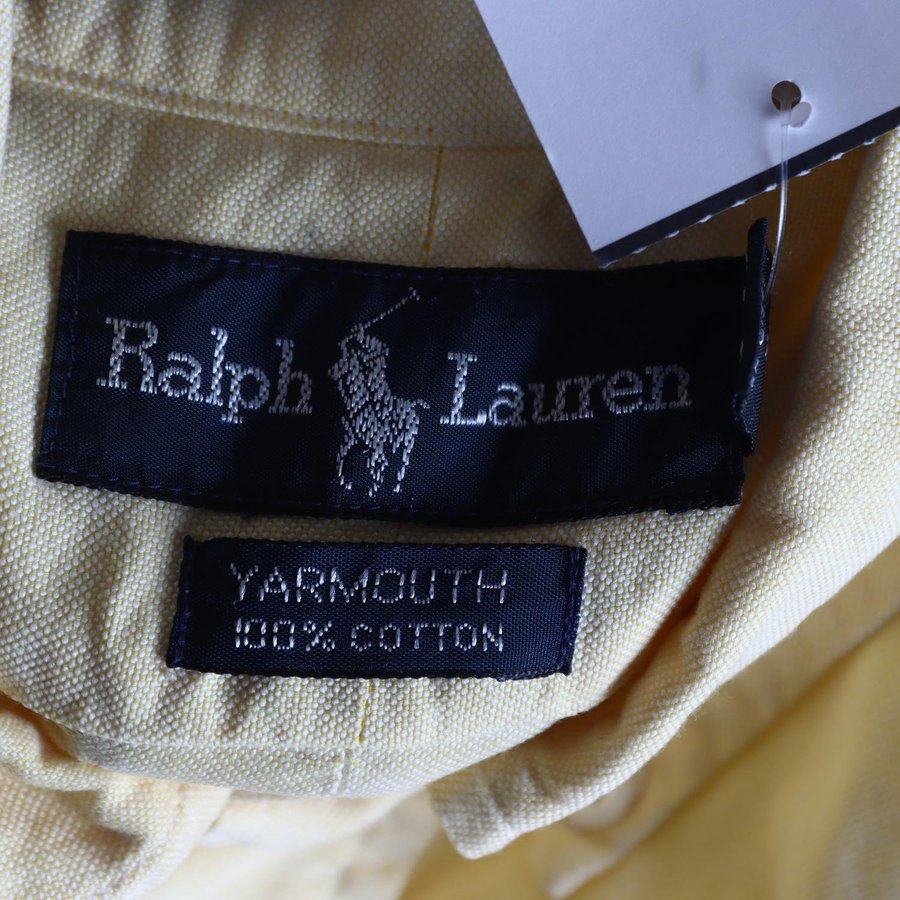 Ralph Lauren
YARMOUTH
100% COTTON